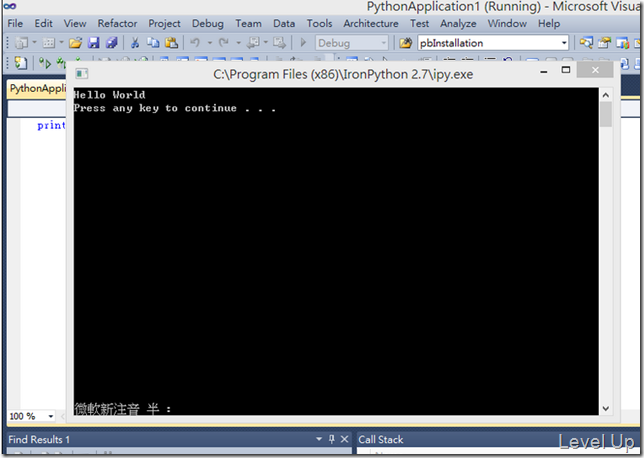 PythonApplication1 (Running) - Microsoft Visua
File Edit View Refactor Project Debug Team Data Tools Architecture Test Analyze Window Help
Debug pbInstallation
C:\Program Files (x86)\IronPython 2.7\ipy.exe
PythonAppli
Hello World
Press any key to continue . . .
print
微軟新注音 半 :
100 %
Find Results 1 Call Stack
Level Up